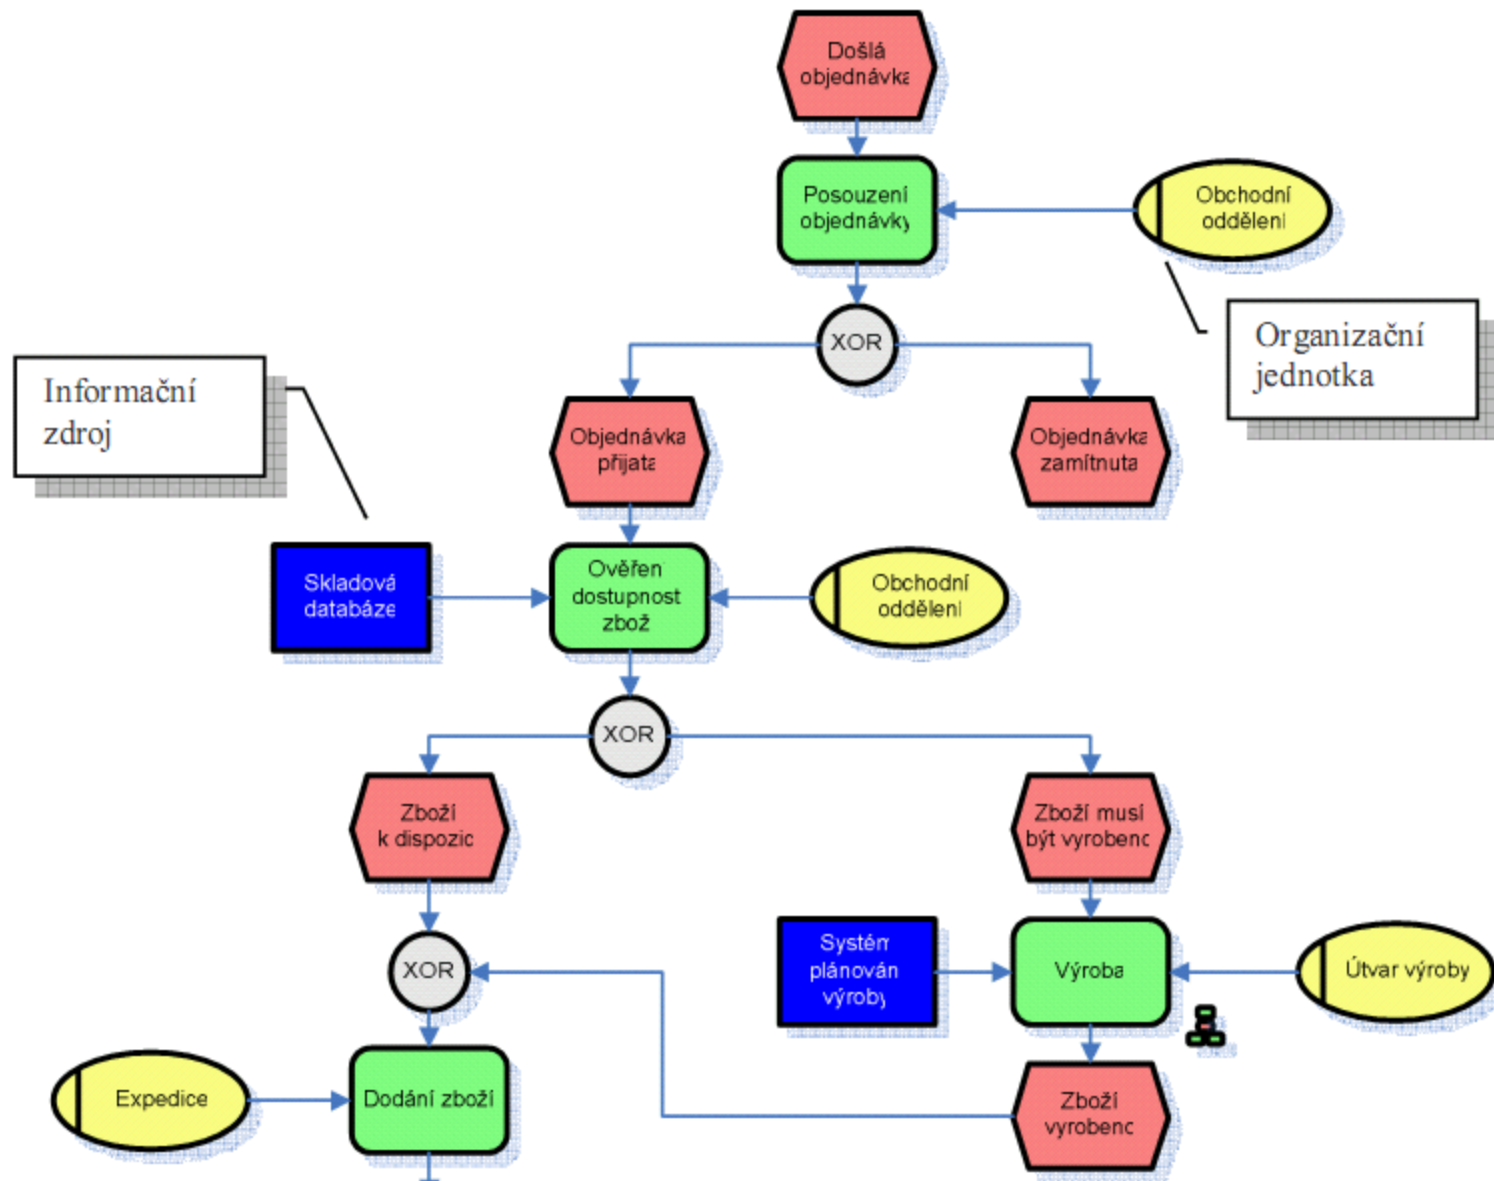 Došlá
objednávka
Posouzení
objednávky
Obchodní
oddělení
XOR
Organizační
jednotka
Informační
zdroj
Objednávka
přijata
Objednávka
zamítnuta
Skladová
databáze
Ověřen
dostupnost
zbož
Obchodní
oddělení
XOR
Zboží
k dispozic
Zboží musí
být vyrobeno
XOR
Systém
plánován
výroby
Výroba
Útvar výroby
Expedice
Dodání zboží
Zboží
vyrobeno